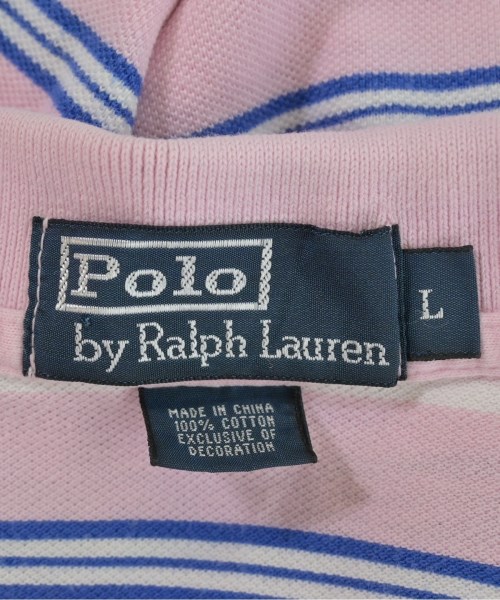 Polo
by Ralph Lauren
L
MADE IN CHINA
100% COTTON
EXCLUSIVE OF
DECORATION